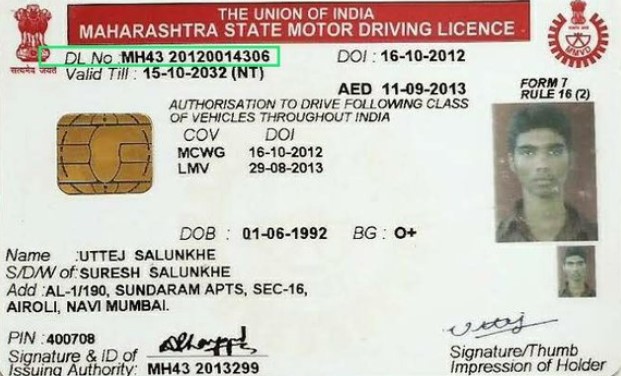 THE UNION OF INDIA
MAHARASHTRA STATE MOTOR DRIVING LICENCE
सत्यमेव जयते
DL No :MH43 20120014306 DOI : 16-10-2012
Valid Till : 15-10-2032 (NT)
AED 11-09-2013
FORM 7
RULE 16 (2)
AUTHORISATION TO DRIVE FOLLOWING CLASS
OF VEHICLES THROUGHOUT INDIA
COV DOI
MCWG 16-10-2012
LMV 29-08-2013
DOB : 01-06-1992 BG : O+
Name :UTTEJ SALUNKHE
S/D/W of:SURESH SALUNKHE
Add :AL-1/190, SUNDARAM APTS, SEC-16,
AIROLI, NAVI MUMBAI.
PIN :400708
Signature & ID of
Issuing Authority: MH43 2013299
Uttej
Signature/Thumb
Impression of Holder